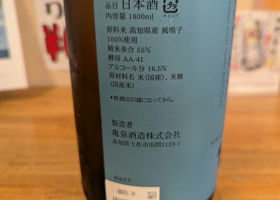 品目 日本酒
内容量 1800ml
原料米 高知県産 風鳴子
100%使用
精米歩合 55%
酵母 AA-41
アルコール分 16.5%
原材料名 米(国産)、米麹
(国産米)
•飲酒は20歳になってから。
製造者
亀泉酒造株式会社
高知県土佐市出間2123-1